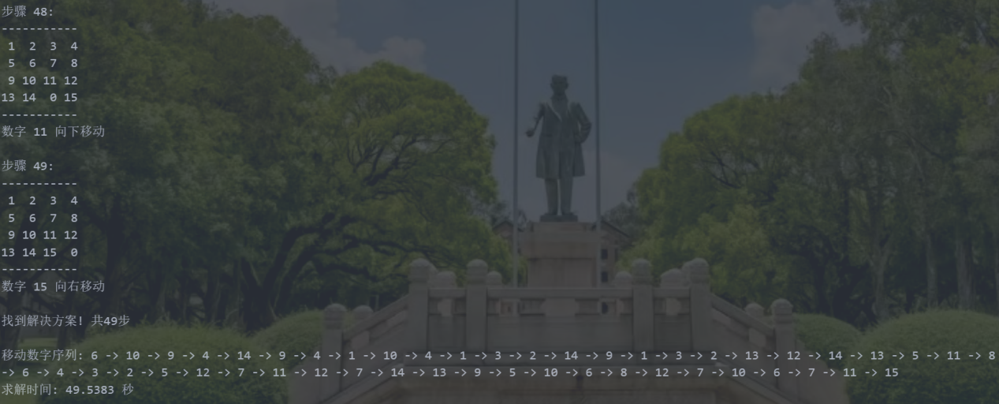 步骤 48:
-----------
 1  2  3  4
 5  6  7  8
 9 10 11 12
13 14  0 15
-----------
数字 11 向下移动
步骤 49:
-----------
 1  2  3  4
 5  6  7  8
 9 10 11 12
13 14 15  0
-----------
数字 15 向右移动
找到解决方案! 共49步
移动数字序列: 6 -> 10 -> 9 -> 4 -> 14 -> 9 -> 4 -> 1 -> 10 -> 4 -> 1 -> 3 -> 2 -> 14 -> 9 -> 1 -> 3 -> 2 -> 13 -> 12 -> 14 -> 13 -> 5 -> 11 -> 8
-> 6 -> 4 -> 3 -> 2 -> 5 -> 12 -> 7 -> 11 -> 12 -> 7 -> 14 -> 13 -> 9 -> 5 -> 10 -> 6 -> 8 -> 12 -> 7 -> 10 -> 6 -> 7 -> 11 -> 15
求解时间: 49.5383 秒